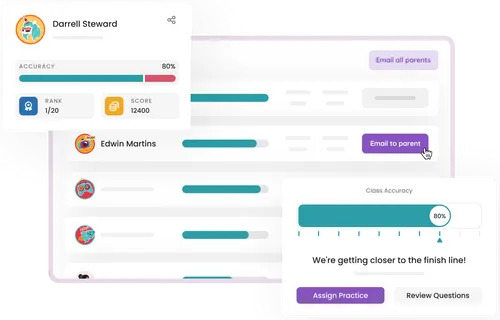 Darrell Steward
ACCURACY
80%
RANK
1/20
SCORE
12400
Email all parents
Edwin Martins
Email to parent
Class Accuracy
80%
We're getting closer to the finish line!
Assign Practice
Review Questions